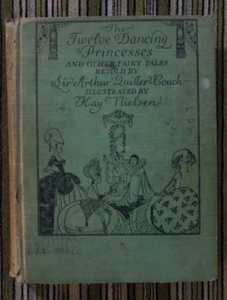 The
Twelve Dancing
Princesses
AND OTHER FAIRY TALES
RETOLD BY
Sir Arthur Quiller-Couch
ILLUSTRATED BY
Kay Nielsen